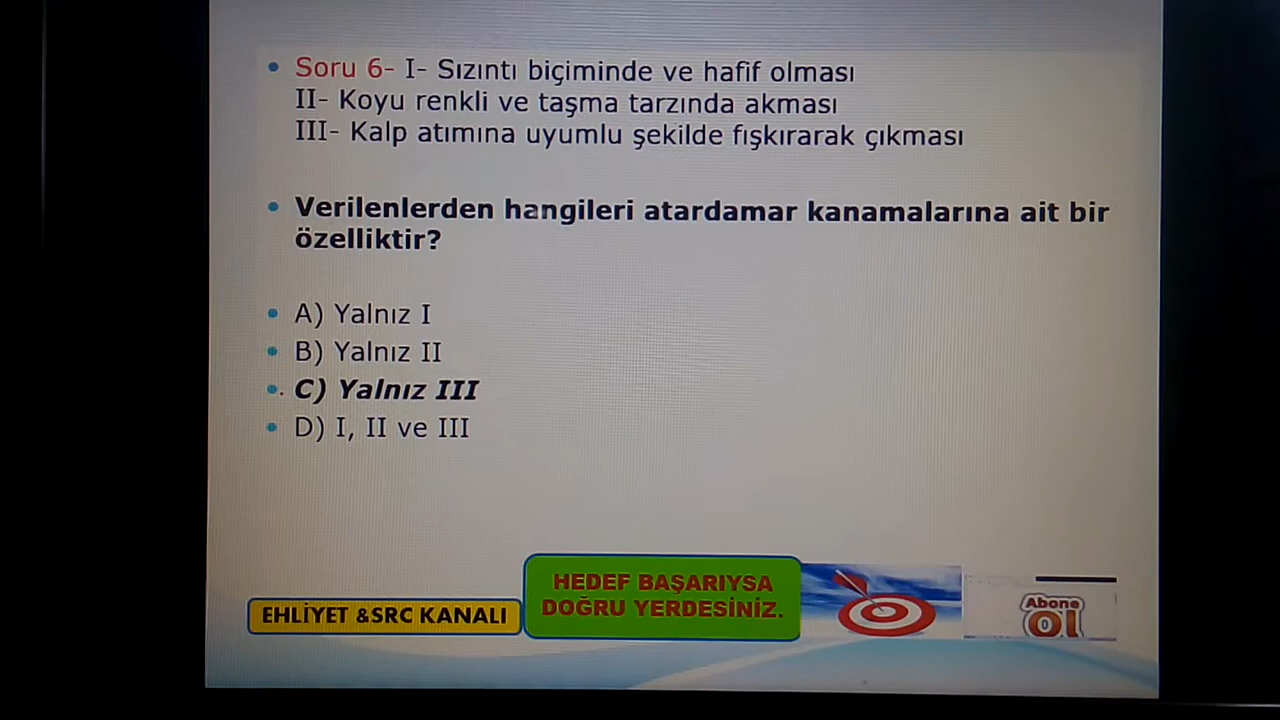 • Soru 6- I- Sızıntı biçiminde ve hafif olması
II- Koyu renkli ve taşma tarzında akması
III- Kalp atımına uyumlu şekilde fışkırarak çıkması
• Verilenlerden hangileri atardamar kanamalarına ait bir
özelliktir?
• A) Yalnız I
• B) Yalnız II
• C) Yalnız III
• D) I, II ve III
HEDEF BAŞARIYSA
DOĞRU YERDESİNİZ.
EHLİYET &SRC KANALI
Abone
ol